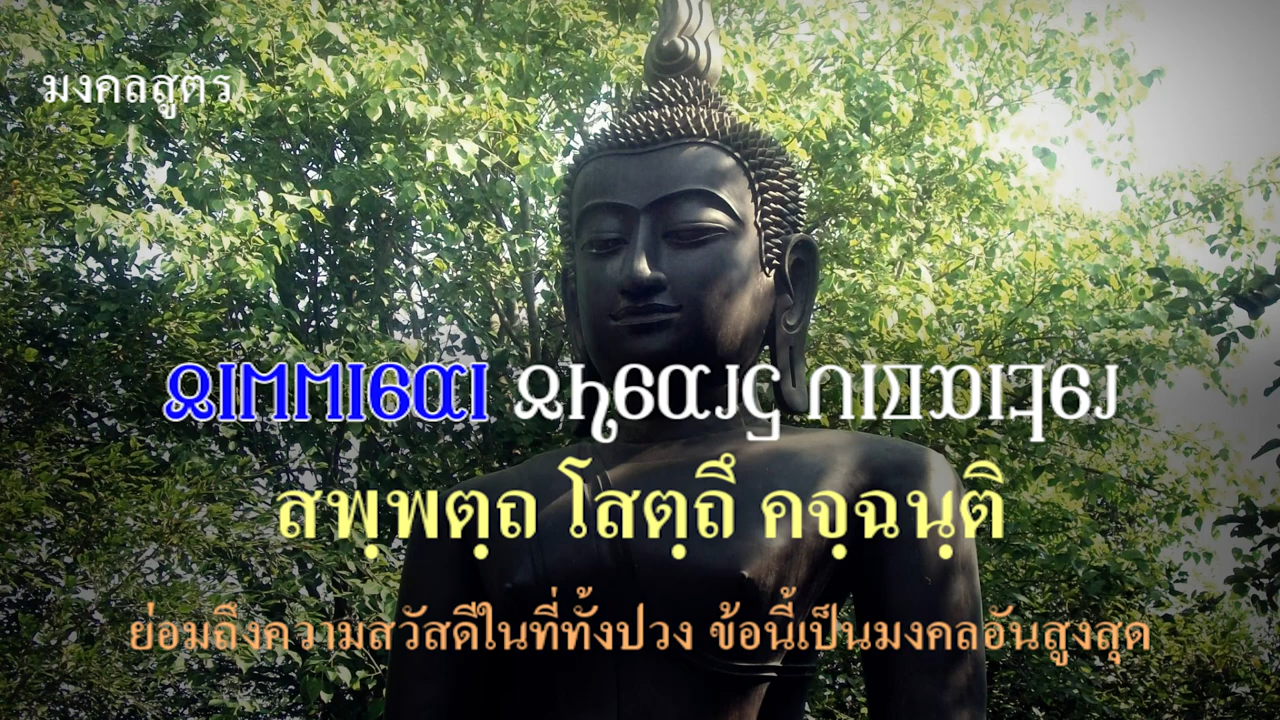 มงคลสูตร
สพฺพตฺถ โสตฺถึ คจฺฉนฺติ
ย่อมถึงความสวัสดีในที่ทั้งปวง ข้อนี้เป็นมงคลอันสูงสุด